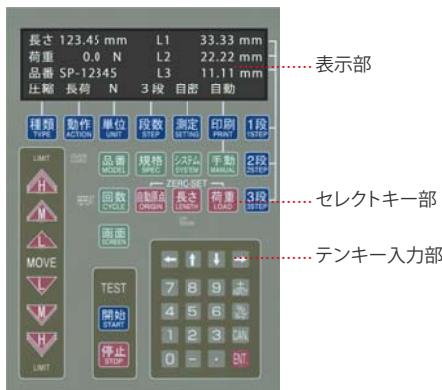 長さ 123.45 mm L1 33.33 mm
荷重 0.0 N L2 22.22 mm
品番 SP-12345 L3 11.11 mm
圧縮 長荷 N 3段 自密 自動
表示部
種類 TYPE 動作 ACTION 単位 UNIT 段数 STEP 測定 SETTING 印刷 PRINT 1段 1STEP
LIMIT 品番 MODEL 規格 SPEC システム SYSTEM 手動 MANUAL 2段 2STEP
ZERO-SET
H 回数 CYCLE 自動原点 ORIGIN 長さ LENGTH 荷重 LOAD 3段 3STEP
セレクトキー部
M 画面 SCREEN
L
MOVE
L
M
H
LIMIT
← ↑ ↓
テンキー入力部
TEST
7 8 9
開始 START
4 5 6
1 2 3 CAN.
停止 STOP
0 - · ENT.